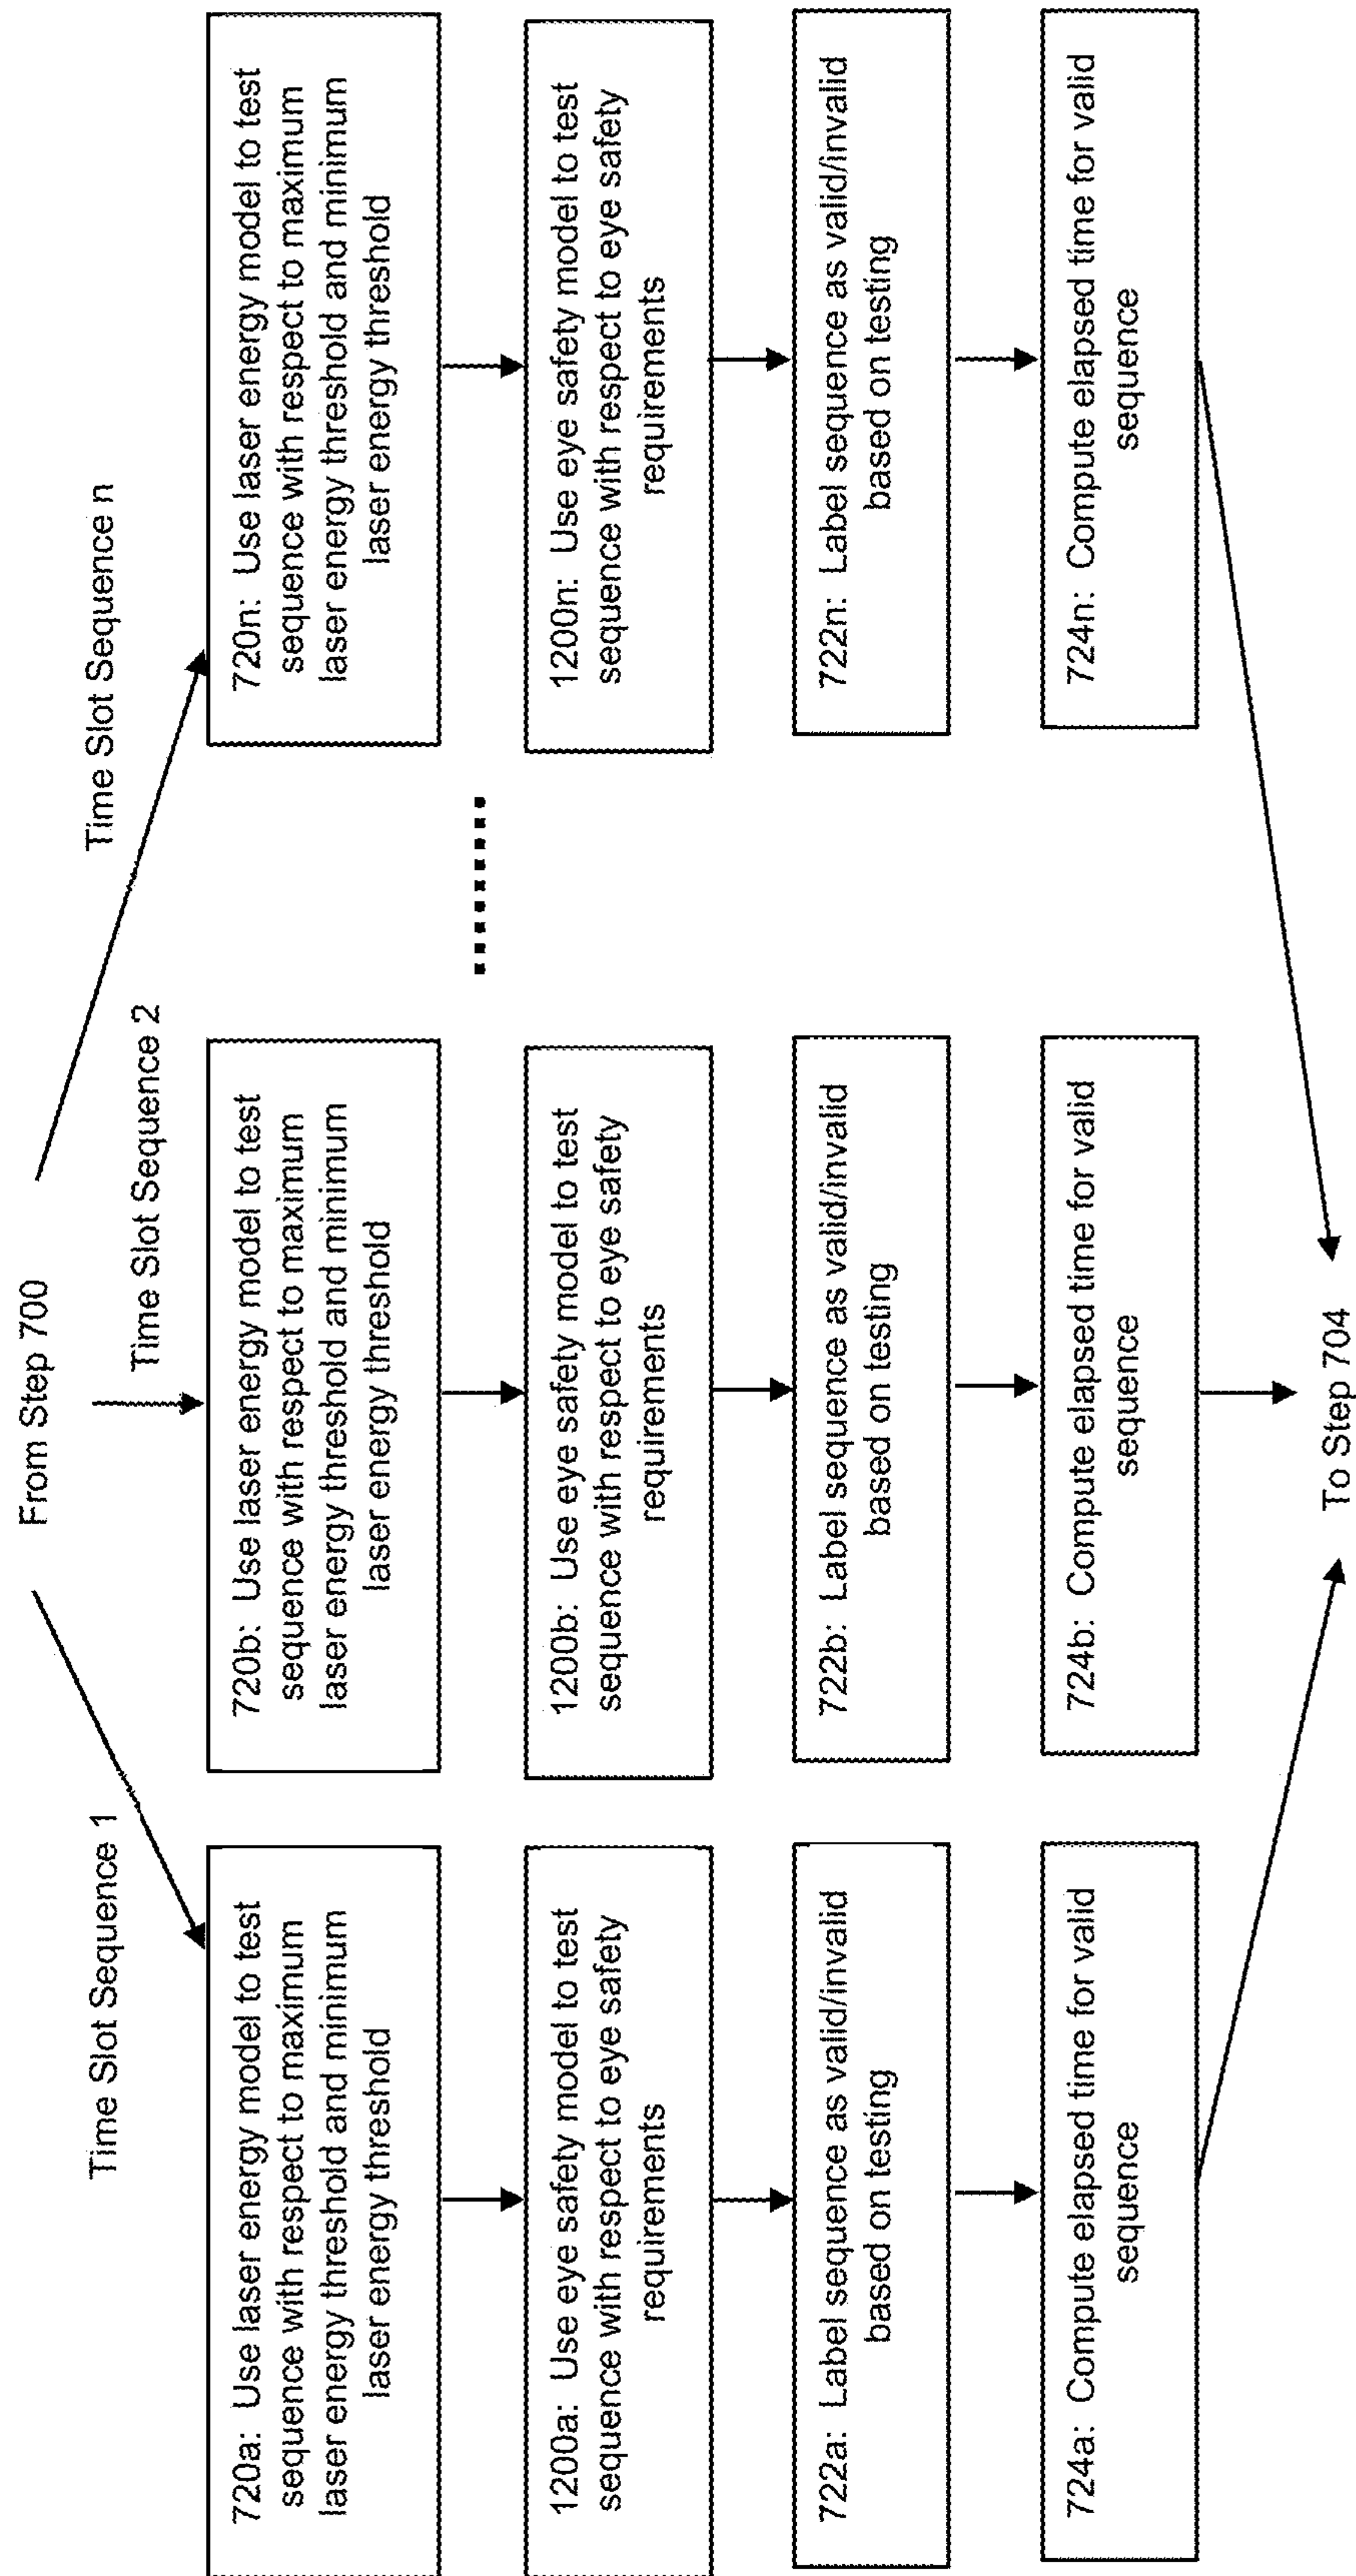 From Step 700
Time Slot Sequence 1
Time Slot Sequence 2
Time Slot Sequence n
720a: Use laser energy model to test
sequence with respect to maximum
laser energy threshold and minimum
laser energy threshold
1200a: Use eye safety model to test
sequence with respect to eye safety
requirements
722a: Label sequence as valid/invalid
based on testing
724a: Compute elapsed time for valid
sequence
720b: Use laser energy model to test
sequence with respect to maximum
laser energy threshold and minimum
laser energy threshold
1200b: Use eye safety model to test
sequence with respect to eye safety
requirements
722b: Label sequence as valid/invalid
based on testing
724b: Compute elapsed time for valid
sequence
720n: Use laser energy model to test
sequence with respect to maximum
laser energy threshold and minimum
laser energy threshold
1200n: Use eye safety model to test
sequence with respect to eye safety
requirements
722n: Label sequence as valid/invalid
based on testing
724n: Compute elapsed time for valid
sequence
To Step 704